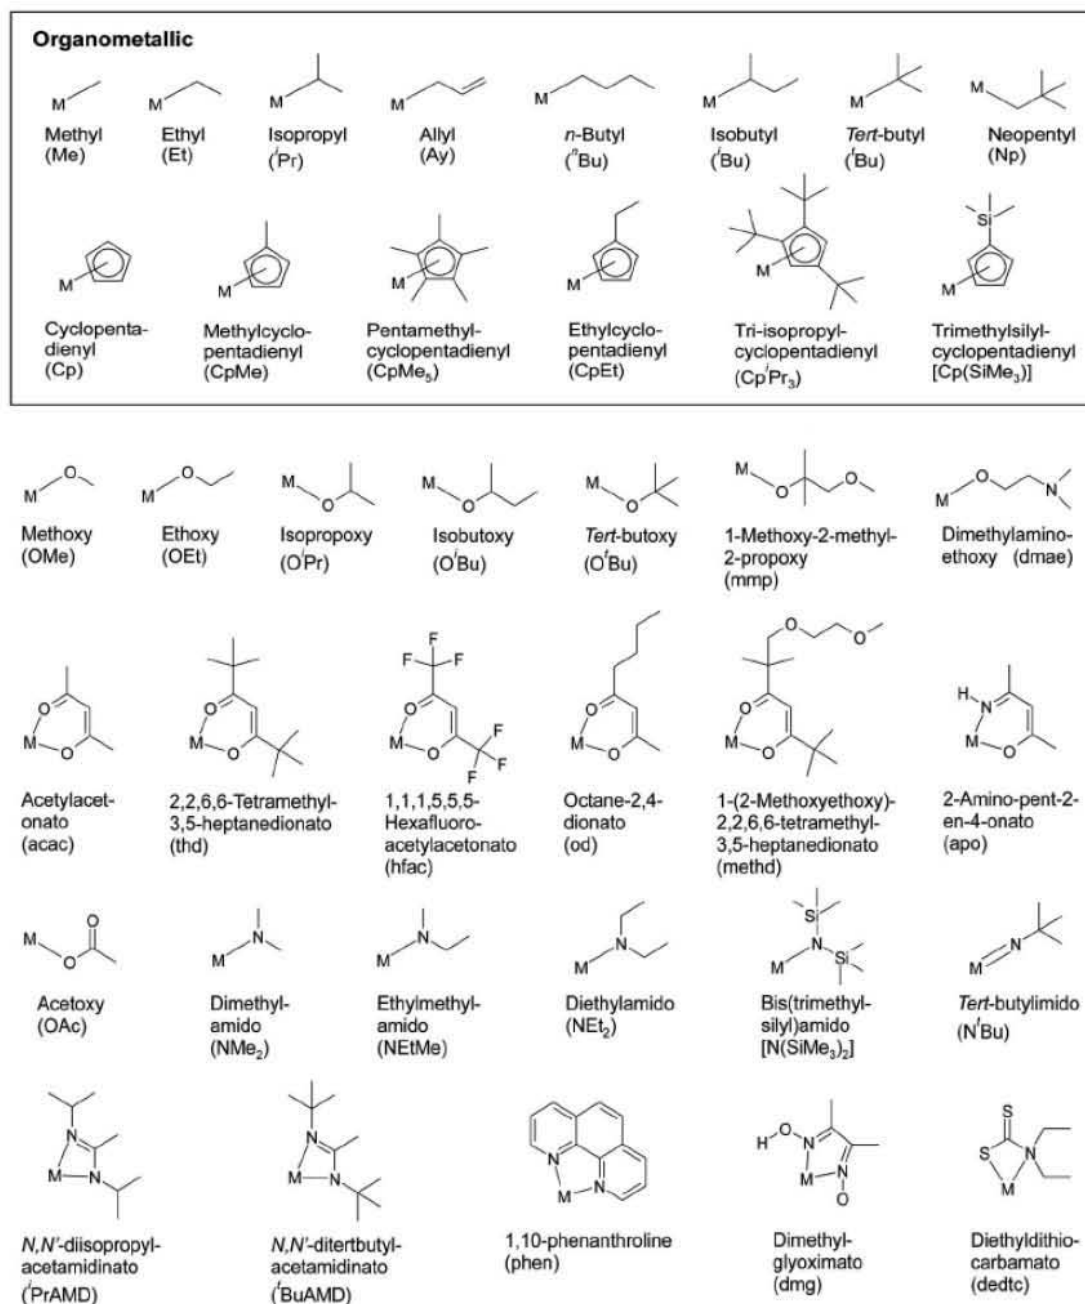 Organometallic
M
M
M
M
M
M
M
M
Methyl
(Me)
Ethyl
(Et)
Isopropyl
(ⁱPr)
Allyl
(Ay)
n-Butyl
(ⁿBu)
Isobutyl
(ⁱBu)
Tert-butyl
(ᵗBu)
Neopentyl
(Np)
Si
M
M
M
M
M
M
Cyclopenta-
dienyl
(Cp)
Methylcyclo-
pentadienyl
(CpMe)
Pentamethyl-
cyclopentadienyl
(CpMe₅)
Ethylcyclo-
pentadienyl
(CpEt)
Tri-isopropyl-
cyclopentadienyl
(CpⁱPr₃)
Trimethylsilyl-
cyclopentadienyl
[Cp(SiMe₃)]
M O
M O
M O
M O
M O
M O O
M O N
Methoxy
(OMe)
Ethoxy
(OEt)
Isopropoxy
(OⁱPr)
Isobutoxy
(OⁱBu)
Tert-butoxy
(OᵗBu)
1-Methoxy-2-methyl-
2-propoxy
(mmp)
Dimethylamino-
ethoxy (dmae)
O
M O
O
M O
F
F F
O
M O F
F F
O
M O
O O
O
M O
H N
M O
Acetylacet-
onato
(acac)
2,2,6,6-Tetramethyl-
3,5-heptanedionato
(thd)
1,1,1,5,5,5-
Hexafluoro-
acetylacetonato
(hfac)
Octane-2,4-
dionato
(od)
1-(2-Methoxyethoxy)-
2,2,6,6-tetramethyl-
3,5-heptanedionato
(methd)
2-Amino-pent-2-
en-4-onato
(apo)
O
M O
N
M
N
M
N
M
Si
N Si
M
N
M
Acetoxy
(OAc)
Dimethyl-
amido
(NMe₂)
Ethylmethyl-
amido
(NEtMe)
Diethylamido
(NEt₂)
Bis(trimethyl-
silyl)amido
[N(SiMe₃)₂]
Tert-butylimido
(NᵗBu)
N
M N
N
M N
N
M N
H O N
M N
O
S
S N
M
N,N'-diisopropyl-
acetamidinato
(ⁱPrAMD)
N,N'-ditertbutyl-
acetamidinato
(ᵗBuAMD)
1,10-phenanthroline
(phen)
Dimethyl-
glyoximato
(dmg)
Diethyldithio-
carbamato
(dedtc)